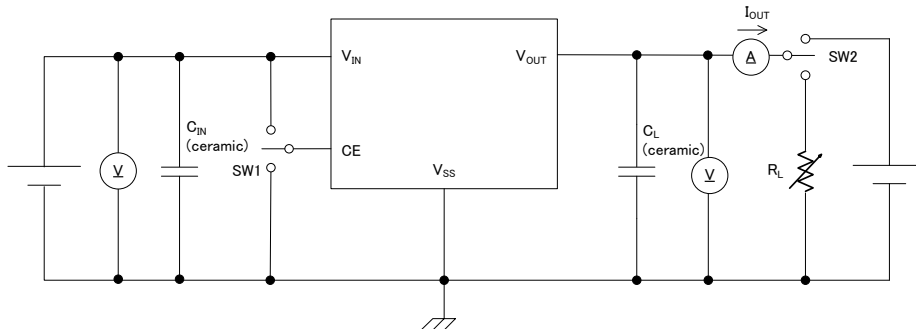 I_OUT
V_IN
V_OUT
A
SW2
C_IN
(ceramic)
C_L
(ceramic)
V
CE
V
SW1
V_SS
R_L